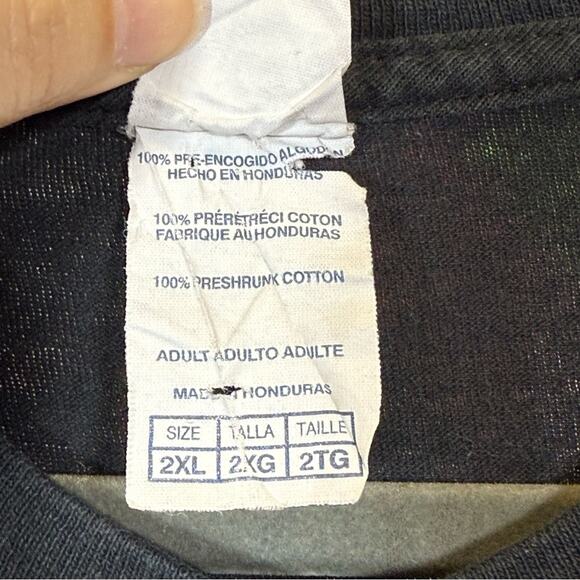 100% PRE-ENCOGIDO ALGODON
HECHO EN HONDURAS
100% PRÉRÉTRÉCI COTON
FABRIQUE AU HONDURAS
100% PRESHRUNK COTTON
ADULT ADULTO ADULTE
MADE HONDURAS
SIZE TALLA TAILLE
2XL 2XG 2TG